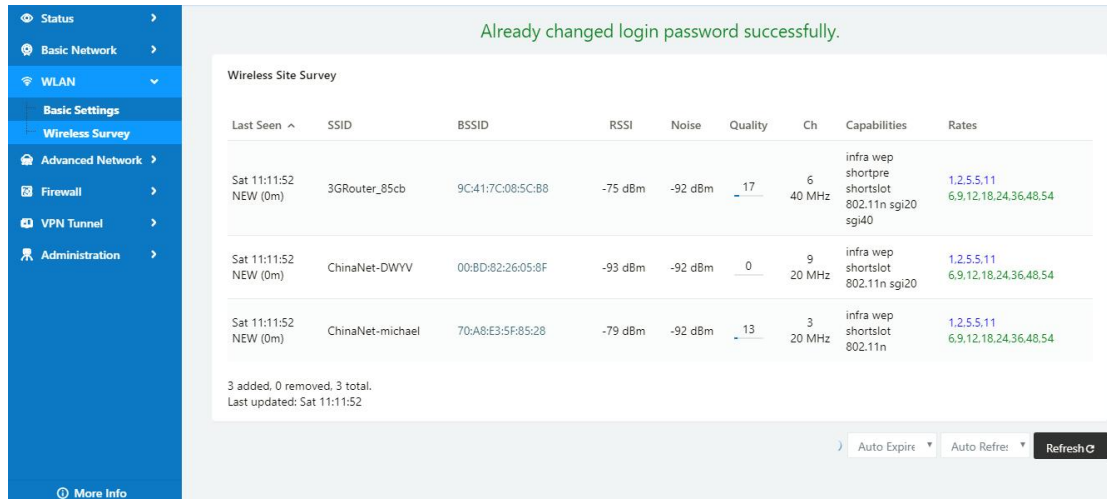 Status
Basic Network
WLAN
Basic Settings
Wireless Survey
Advanced Network
Firewall
VPN Tunnel
Administration
More Info
Already changed login password successfully.
Wireless Site Survey
Last Seen SSID BSSID RSSI Noise Quality Ch Capabilities Rates
Sat 11:11:52
NEW (0m)
3GRouter_85cb
9C:41:7C:08:5C:B8
-75 dBm
-92 dBm
17
6
40 MHz
infra wep
shortpre
shortslot
802.11n sgi20
sgi40
1,2,5.5,11
6,9,12,18,24,36,48,54
Sat 11:11:52
NEW (0m)
ChinaNet-DWYV
00:BD:82:26:05:8F
-93 dBm
-92 dBm
0
9
20 MHz
infra wep
shortslot
802.11n sgi20
1,2,5.5,11
6,9,12,18,24,36,48,54
Sat 11:11:52
NEW (0m)
ChinaNet-michael
70:A8:E3:5F:85:28
-79 dBm
-92 dBm
13
3
20 MHz
infra wep
shortslot
802.11n
1,2,5.5,11
6,9,12,18,24,36,48,54
3 added, 0 removed, 3 total.
Last updated: Sat 11:11:52
Auto Expire
Auto Refre
Refresh